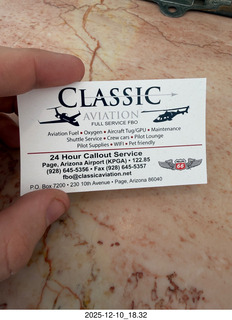 CLASSIC
AVIATION
FULL SERVICE FBO
Aviation Fuel • Oxygen • Aircraft Tug/GPU • Maintenance
Shuttle Service • Crew cars • Pilot Lounge
Pilot Supplies • WIFI • Pet friendly
24 Hour Callout Service
Page, Arizona Airport (KPGA) • 122.85
(928) 645-5356 • Fax (928) 645-5357
fbo@classicaviation.net
66
P.O. Box 7200 • 230 10th Avenue • Page, Arizona 86040
2025-12-10_18.32